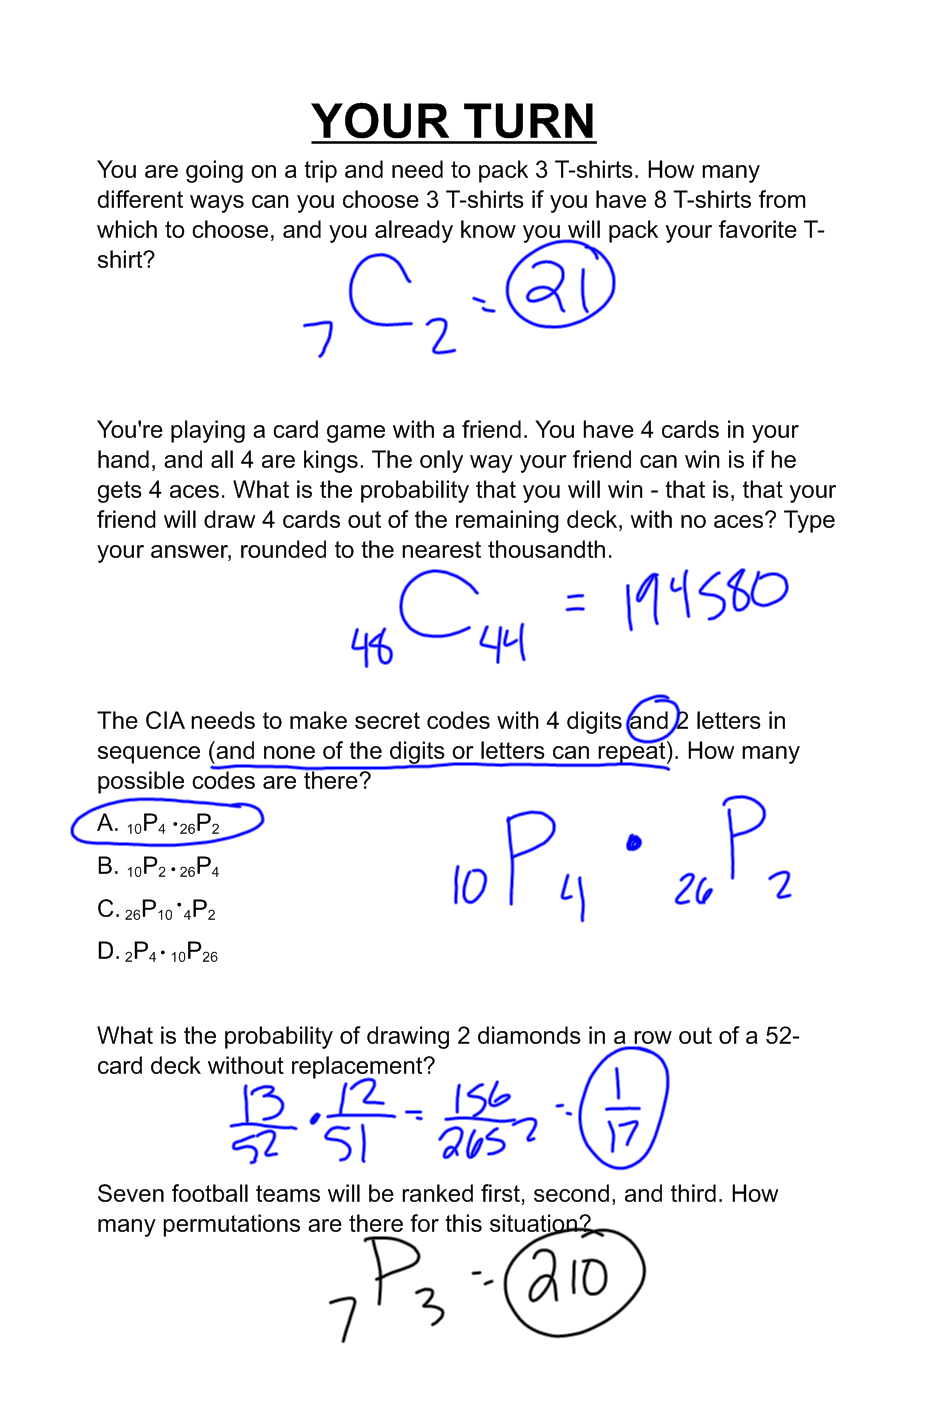 YOUR TURN
You are going on a trip and need to pack 3 T-shirts. How many
different ways can you choose 3 T-shirts if you have 8 T-shirts from
which to choose, and you already know you will pack your favorite T-
shirt?
7C2 = 21
You're playing a card game with a friend. You have 4 cards in your
hand, and all 4 are kings. The only way your friend can win is if he
gets 4 aces. What is the probability that you will win - that is, that your
friend will draw 4 cards out of the remaining deck, with no aces? Type
your answer, rounded to the nearest thousandth.
48C44 = 194580
The CIA needs to make secret codes with 4 digits and 2 letters in
sequence (and none of the digits or letters can repeat). How many
possible codes are there?
A. 10P4 · 26P2
B. 10P2 · 26P4
C. 26P10 · 4P2
D. 2P4 · 10P26
10P4 · 26P2
What is the probability of drawing 2 diamonds in a row out of a 52-
card deck without replacement?
13/52 · 12/51 = 156/2652 = 1/17
Seven football teams will be ranked first, second, and third. How
many permutations are there for this situation?
7P3 = 210